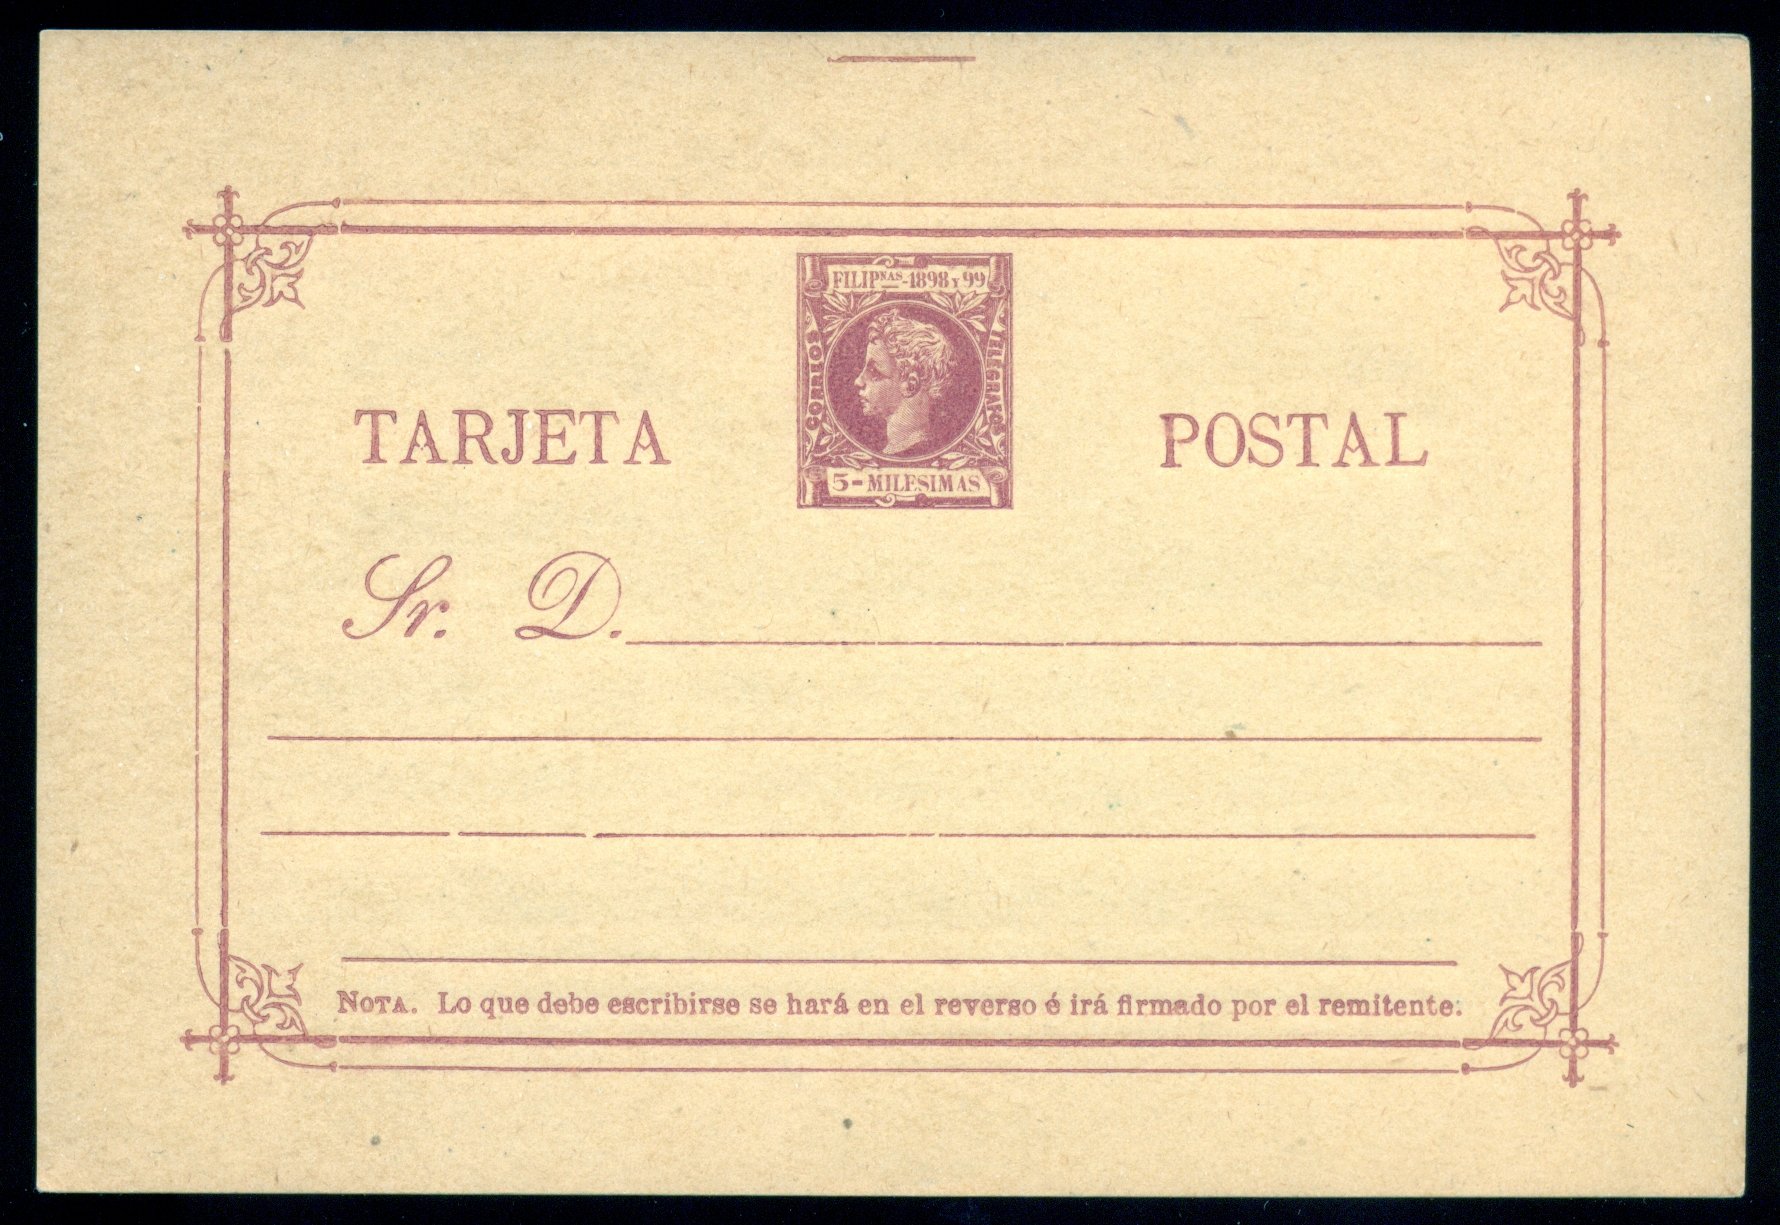 FILIPNAS-1898 Y 99
CORREOS
TELEGRAFOS
5-MILESIMAS
TARJETA POSTAL
Sr. D.
NOTA. Lo que debe escribirse se hará en el reverso é irá firmado por el remitente.